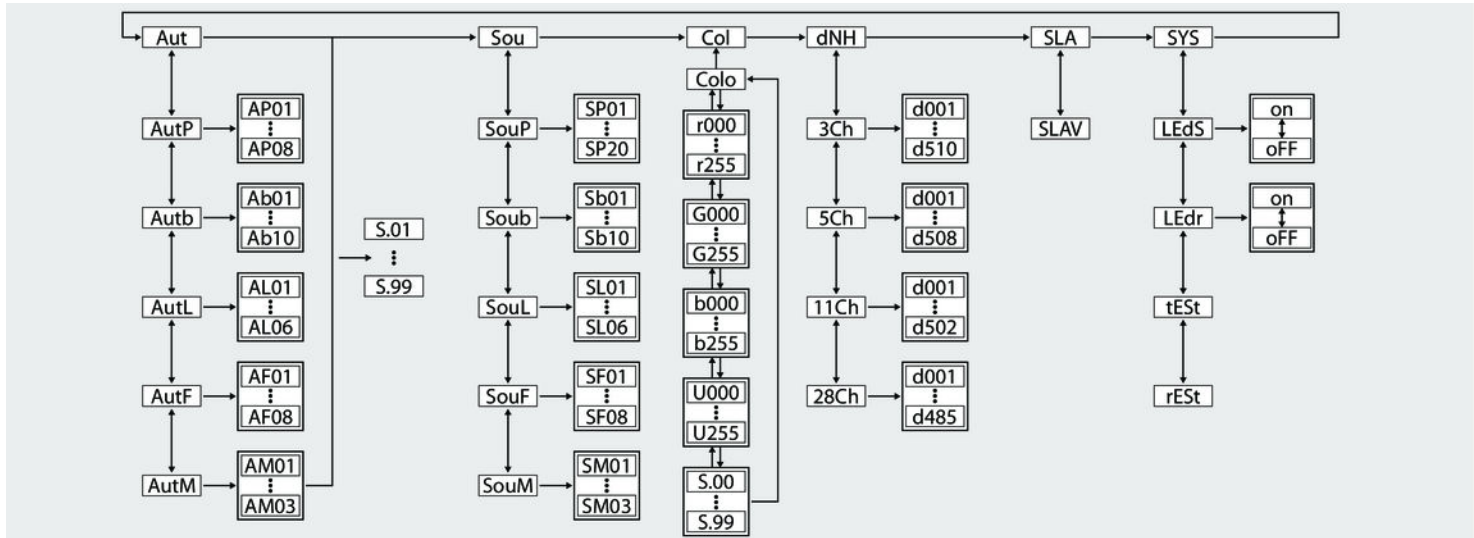 Aut
Sou
Col
dNH
SLA
SYS
Colo
AutP
AP01
AP08
Autb
Ab01
Ab10
AutL
AL01
AL06
AutF
AF01
AF08
AutM
AM01
AM03
S.01
S.99
SouP
SP01
SP20
Soub
Sb01
Sb10
SouL
SL01
SL06
SouF
SF01
SF08
SouM
SM01
SM03
r000
r255
G000
G255
b000
b255
U000
U255
S.00
S.99
3Ch
d001
d510
5Ch
d001
d508
11Ch
d001
d502
28Ch
d001
d485
SLAV
LEdS
on
oFF
LEdr
on
oFF
tESt
rESt